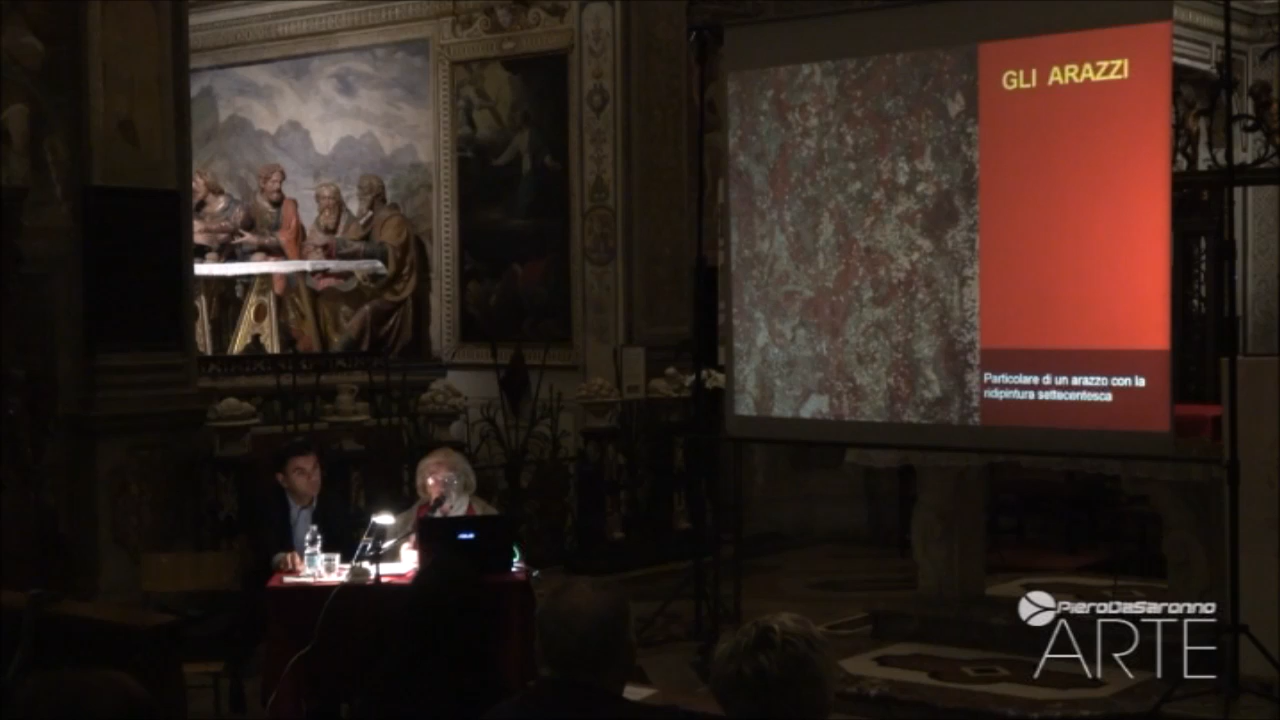 GLI ARAZZI
Particolare di un arazzo con la
ridipintura settecentesca
PieroDaSaronno
ARTE